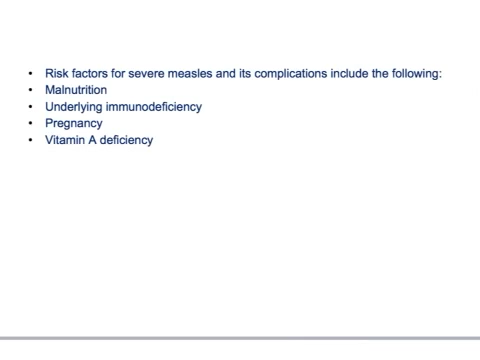 • Risk factors for severe measles and its complications include the following:
• Malnutrition
• Underlying immunodeficiency
• Pregnancy
• Vitamin A deficiency